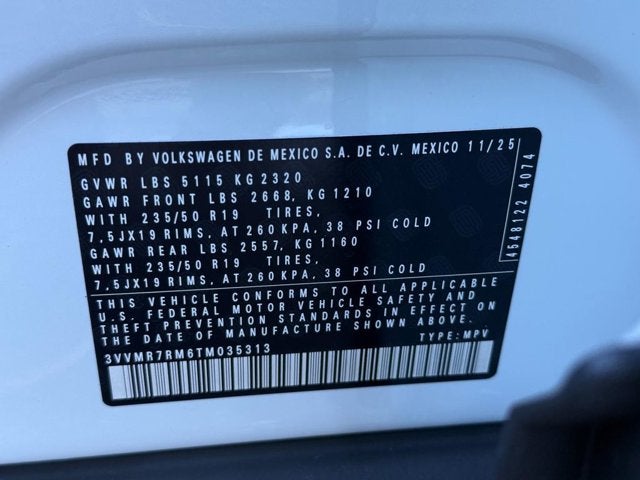 MFD BY VOLKSWAGEN DE MEXICO S.A. DE C.V. MEXICO 11/25
GVWR LBS 5115 KG 2320
GAWR FRONT LBS 2668, KG 1210
WITH 235/50 R19 TIRES,
7,5JX19 RIMS, AT 260 KPA, 38 PSI COLD
GAWR REAR LBS 2557, KG 1160
WITH 235/50 R19 TIRES,
7,5JX19 RIMS, AT 260 KPA, 38 PSI COLD
THIS VEHICLE CONFORMS TO ALL APPLICABLE
U.S. FEDERAL MOTOR VEHICLE SAFETY AND
THEFT PREVENTION STANDARDS IN EFFECT ON
THE DATE OF MANUFACTURE SHOWN ABOVE.
3VVMR7RM6TM035313 TYPE: MPV
4548122 4074